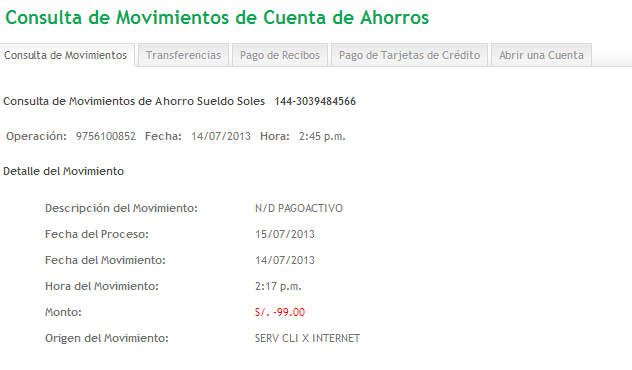 Consulta de Movimientos de Cuenta de Ahorros
Consulta de Movimientos Transferencias Pago de Recibos Pago de Tarjetas de Crédito Abrir una Cuenta
Consulta de Movimientos de Ahorro Sueldo Soles 144-3039484566
Operación: 9756100852 Fecha: 14/07/2013 Hora: 2:45 p.m.
Detalle del Movimiento
Descripción del Movimiento: N/D PAGOACTIVO
Fecha del Proceso: 15/07/2013
Fecha del Movimiento: 14/07/2013
Hora del Movimiento: 2:17 p.m.
Monto: S/. -99.00
Origen del Movimiento: SERV CLI X INTERNET